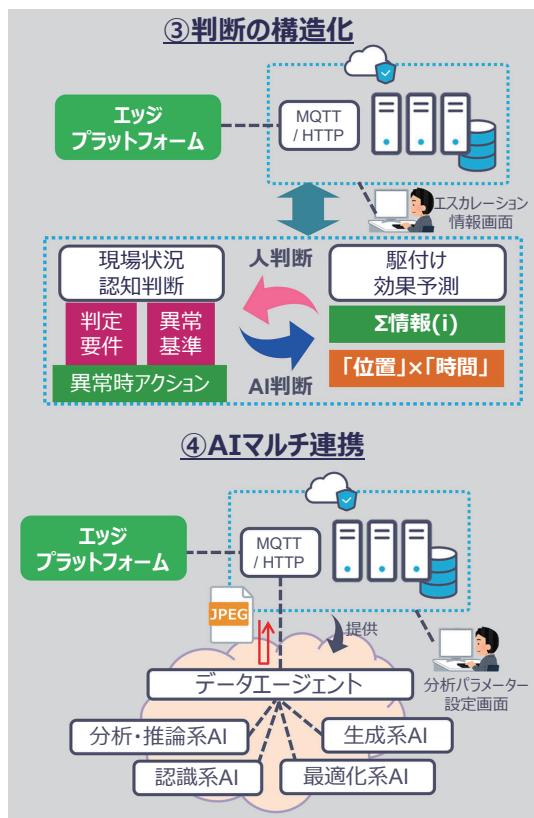 ③判断の構造化
エッジ
プラットフォーム
MQTT
/ HTTP
エスカレーション
情報画面
現場状況
認知判断
人判断
駆付け
効果予測
判定
要件
異常
基準
Σ情報(i)
異常時アクション
AI判断
「位置」×「時間」
④AIマルチ連携
エッジ
プラットフォーム
MQTT
/ HTTP
JPEG
提供
データエージェント
分析パラメーター
設定画面
分析・推論系AI
生成系AI
認識系AI
最適化系AI